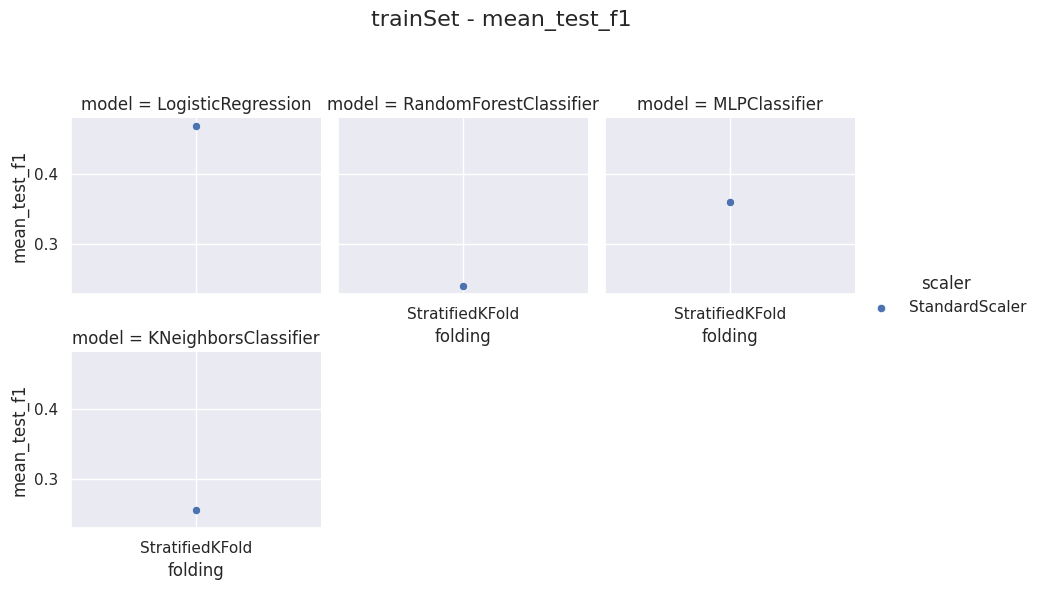 trainSet - mean_test_f1
model = LogisticRegression
model = RandomForestClassifier
model = MLPClassifier
mean_test_f1
0.4
0.3
StratifiedKFold
folding
StratifiedKFold
folding
scaler
StandardScaler
model = KNeighborsClassifier
mean_test_f1
0.4
0.3
StratifiedKFold
folding